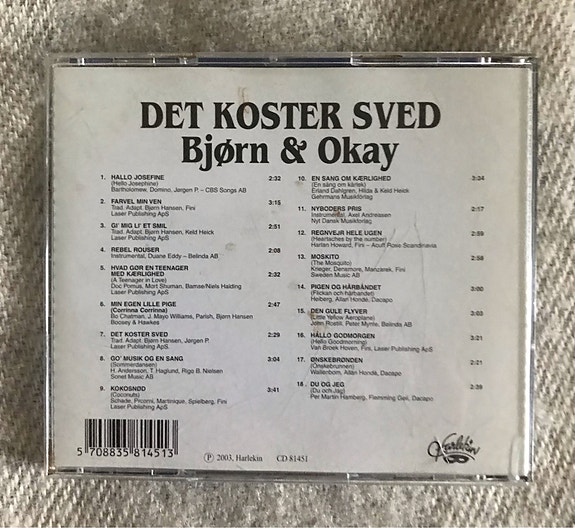 DET KOSTER SVED
Bjørn & Okay
1. HALLO JOSEFINE 2:32
(Hello Josephine)
Bartholomew, Domino, Jørgen P. – CBS Songs AB
2. FARVEL MIN VEN 3:15
Trad. Adapt. Bjørn Hansen, Fini
Laser Publishing ApS
3. GI' MIG LI' ET SMIL 2:51
Trad. Adapt. Bjørn Hansen, Keld Heick
Laser Publishing ApS
4. REBEL ROUSER 2:08
Instrumental, Duane Eddy – Belinda AB
5. HVAD GØR EN TEENAGER
MED KÆRLIGHED 2:22
(A Teenager in Love)
Doc Pomus, Mort Shuman, Bamse/Niels Halding
Laser Publishing ApS
6. MIN EGEN LILLE PIGE 2:47
(Corrinna Corrinna)
Bo Chatman, J. Mayo Williams, Parish, Bjørn Hansen
Boosey & Hawkes
7. DET KOSTER SVED 2:29
Trad. Adapt. Bjørn Hansen, Jørgen P.
Laser Publishing ApS
8. GO' MUSIK OG EN SANG 3:04
(Sommardansen)
H. Andersson, T. Haglund, Rigo B. Nielsen
Sonet Music AB
9. KOKOSNØD 3:41
(Coconuts)
Schade, Prcorni, Martinique, Spielberg, Fini
Laser Publishing ApS
10. EN SANG OM KÆRLIGHED 3:04
(En sång om kärlek)
Erland Dahlgren, Hilda & Keld Heick
Gehrmans Musikförlag
11. NYBODERS PRIS 2:17
Instrumental, Axel Andreassen
Nyt Dansk Musikforlag
12. REGNVEJR HELE UGEN 2:59
(Heartaches by the number)
Harlan Howard, Fini – Acuff Rose Scandinavia
13. MOSKITO 2:58
(The Mosquito)
Krieger, Densmore, Manzarek, Fini
Sweden Music AB
14. PIGEN OG HÅRBÅNDET 3:00
(Flickan och hårbandet)
Heiberg, Allan Hondé, Dacapo
15. DEN GULE FLYVER 3:03
(Little Yellow Aeroplane)
John Rostill, Peter Myrtle, Belinda AB
16. HALLO GODMORGEN 3:21
(Hello Goodmorning)
Van Broek Hoven, Fini, Laser Publishing ApS
17. ØNSKEBRØNDEN 2:21
(Önskebrunnen)
Wallenbom, Allan Hondé, Dacapo
18. DU OG JEG 2:39
(Du och Jag)
Per Martin Hamberg, Flemming Geil, Dacapo
5 708835 814513
Ⓟ 2003, Harlekin CD 81451
Harlekin